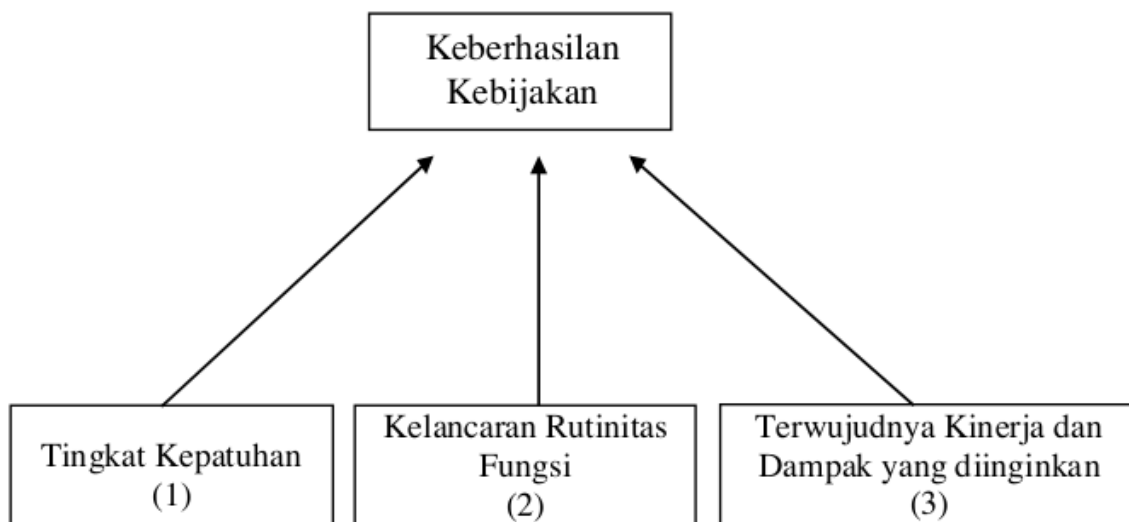 Keberhasilan
Kebijakan
Tingkat Kepatuhan
(1)
Kelancaran Rutinitas
Fungsi
(2)
Terwujudnya Kinerja dan
Dampak yang diinginkan
(3)